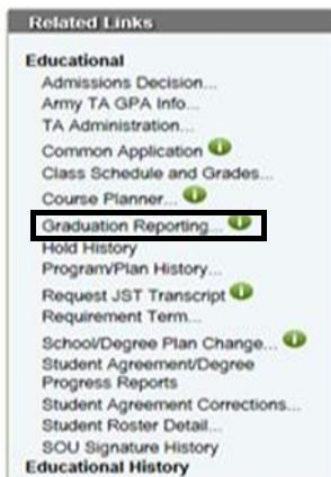 Related Links
Educational
Admissions Decision...
Army TA GPA Info...
TA Administration...
Common Application
Class Schedule and Grades...
Course Planner...
Graduation Reporting...
Hold History
Program/Plan History...
Request JST Transcript
Requirement Term...
School/Degree Plan Change...
Student Agreement/Degree
Progress Reports
Student Agreement Corrections...
Student Roster Detail...
SOU Signature History
Educational History